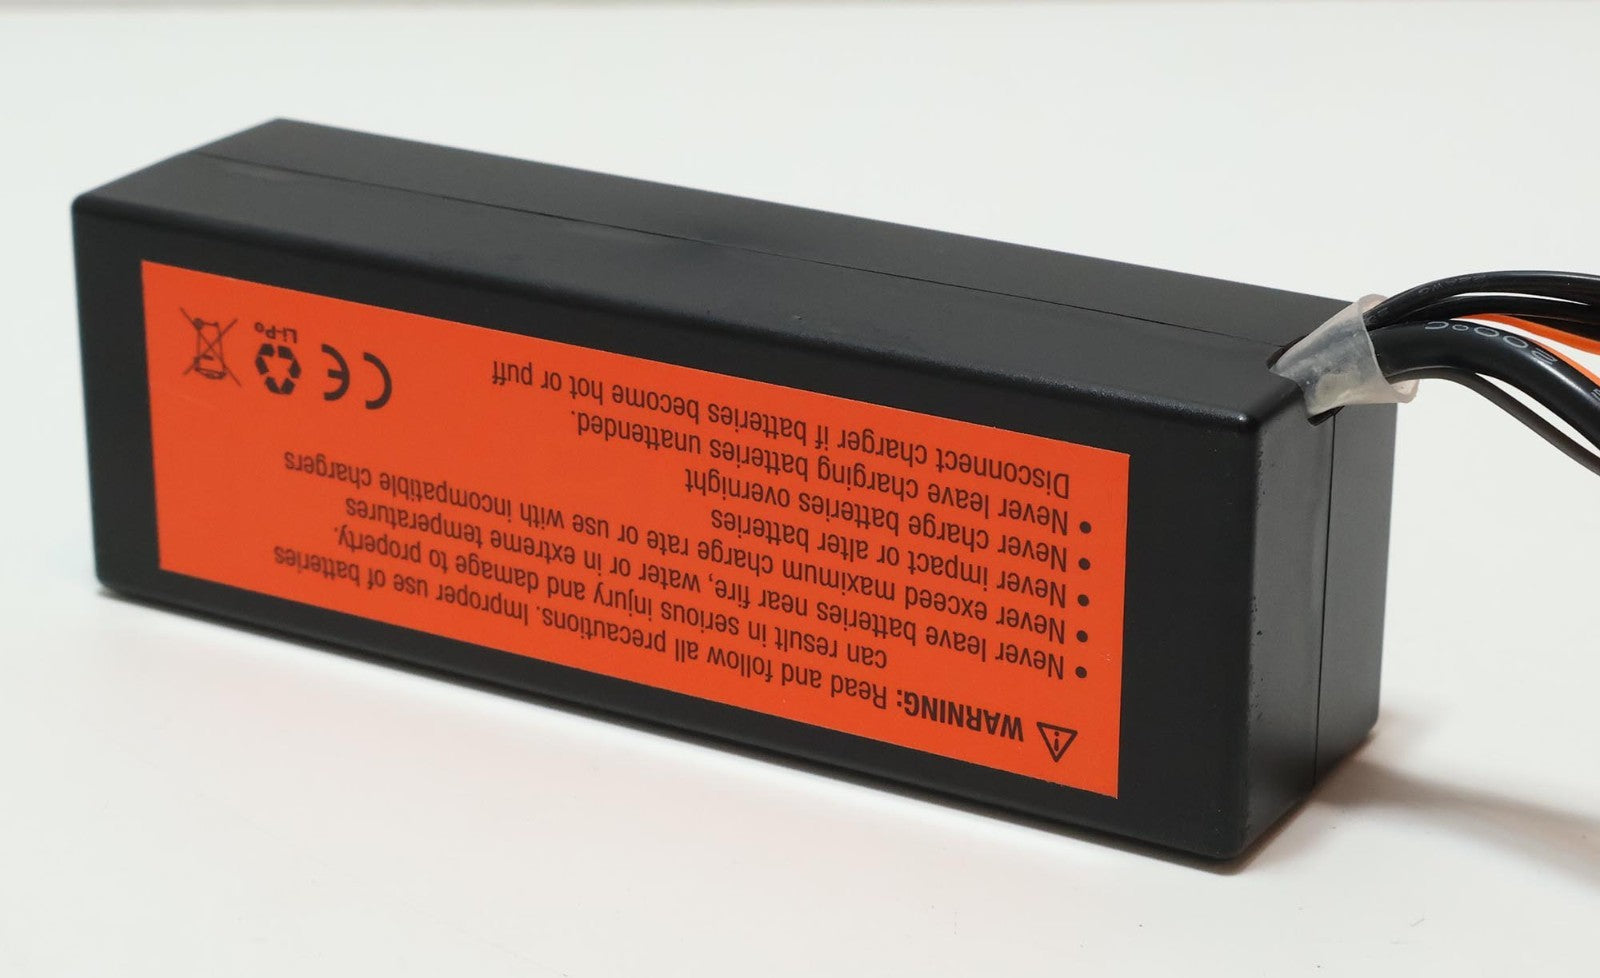 WARNING: Read and follow all precautions. Improper use of batteries
can result in serious injury and damage to property.
• Never leave batteries near fire, water or in extreme temperatures
• Never exceed maximum charge rate or use with incompatible chargers
• Never impact or alter batteries
• Never charge batteries overnight
• Never leave charging batteries unattended.
Disconnect charger if batteries become hot or puff
CE
Li-Po